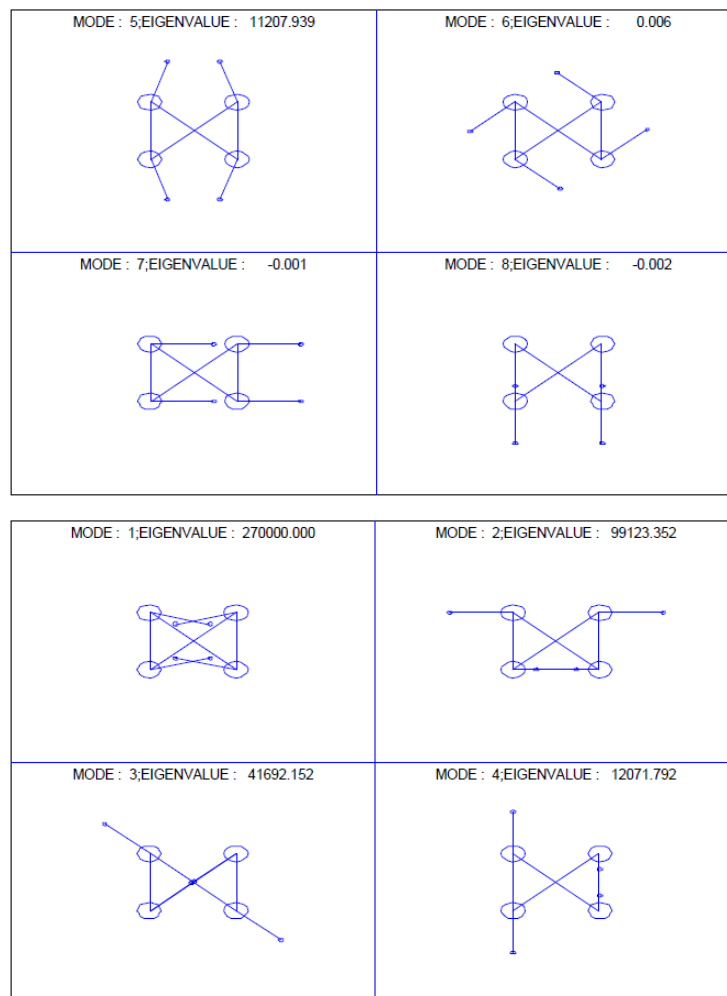 MODE : 5;EIGENVALUE : 11207.939
MODE : 6;EIGENVALUE : 0.006
MODE : 7;EIGENVALUE : -0.001
MODE : 8;EIGENVALUE : -0.002
MODE : 1;EIGENVALUE : 270000.000
MODE : 2;EIGENVALUE : 99123.352
MODE : 3;EIGENVALUE : 41692.152
MODE : 4;EIGENVALUE : 12071.792